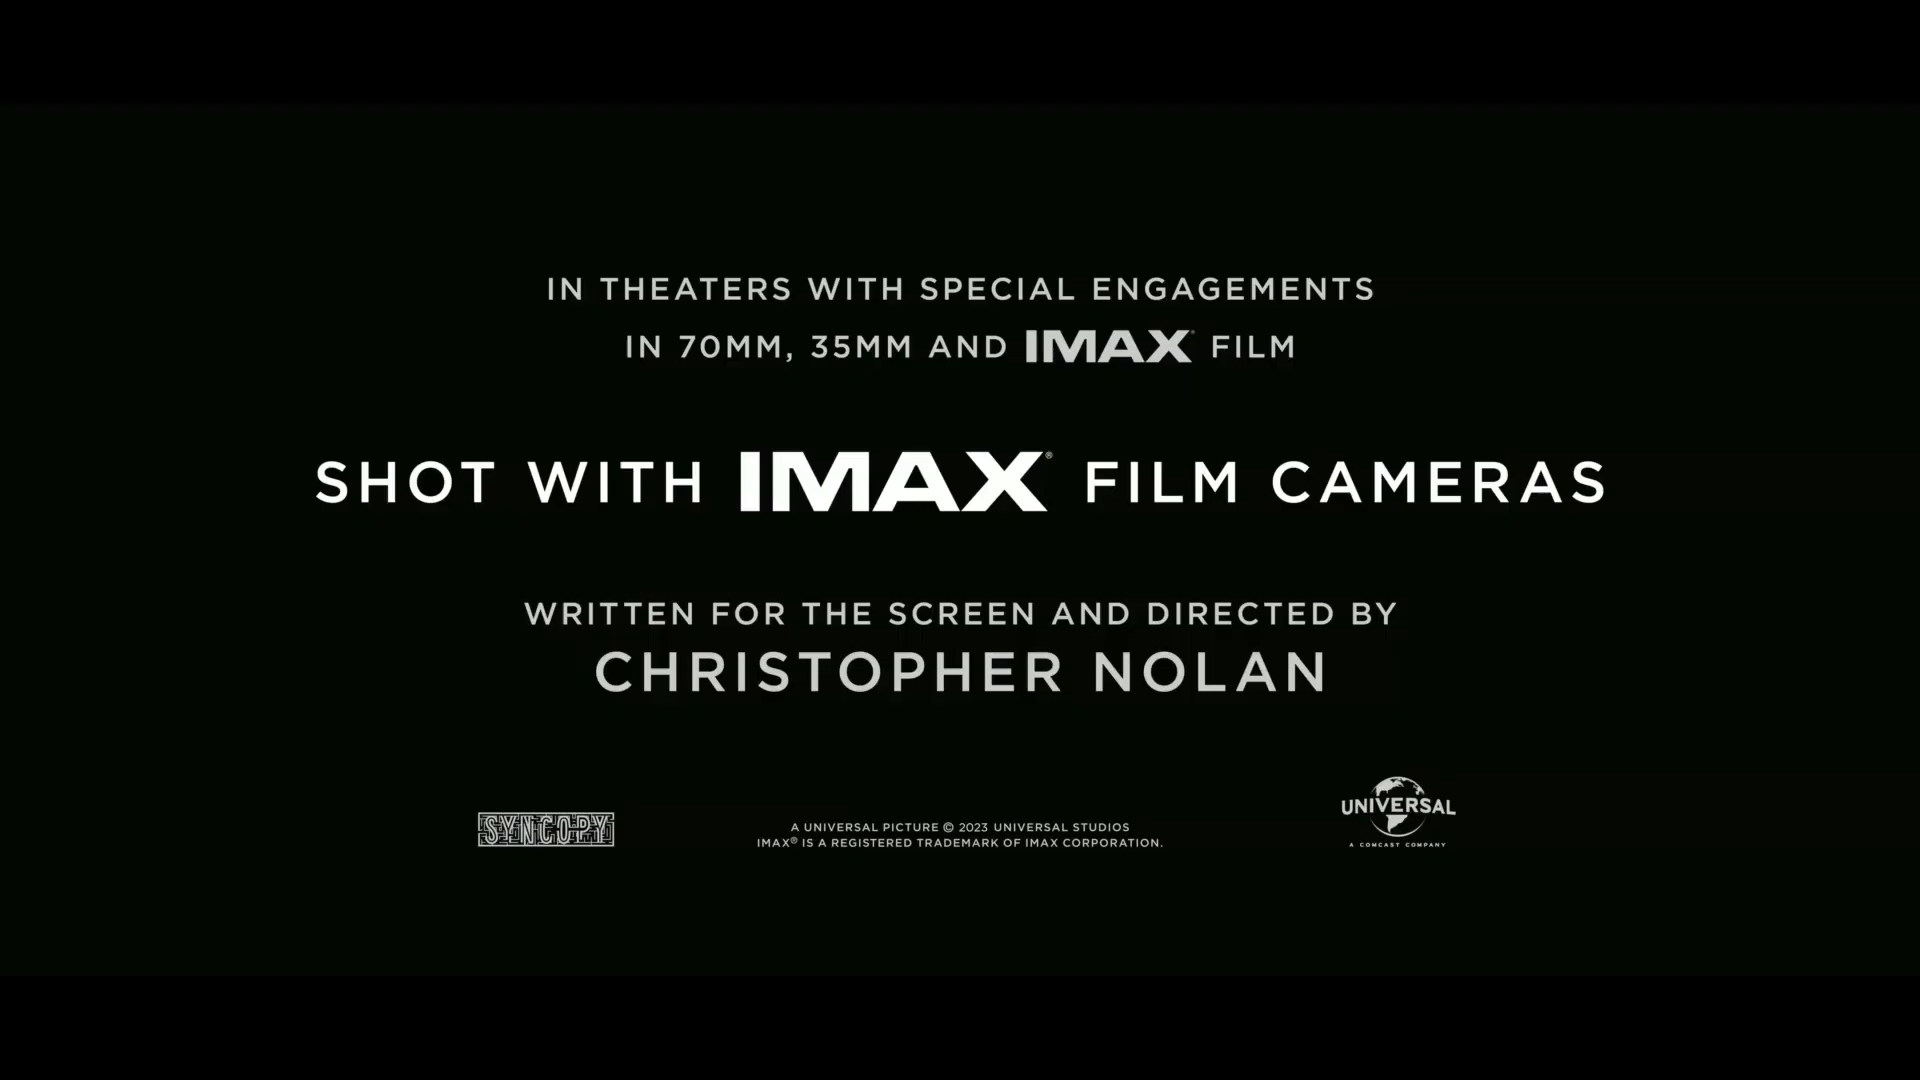 IN THEATERS WITH SPECIAL ENGAGEMENTS
IN 70MM, 35MM AND IMAX® FILM
SHOT WITH IMAX® FILM CAMERAS
WRITTEN FOR THE SCREEN AND DIRECTED BY
CHRISTOPHER NOLAN
SYNCOPY
A UNIVERSAL PICTURE © 2023 UNIVERSAL STUDIOS
IMAX® IS A REGISTERED TRADEMARK OF IMAX CORPORATION.
UNIVERSAL
A COMCAST COMPANY